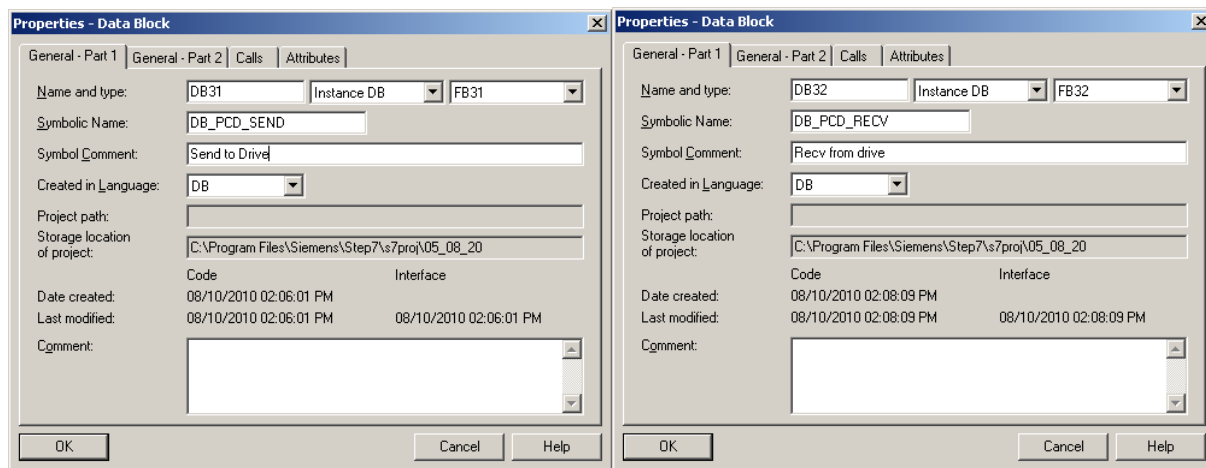 Properties - Data Block
General - Part 1 General - Part 2 Calls Attributes
Name and type: DB31 Instance DB FB31
Symbolic Name: DB_PCD_SEND
Symbol Comment: Send to Drive
Created in Language: DB
Project path:
Storage location
of project: C:\Program Files\Siemens\Step7\s7proj\05_08_20
Code Interface
Date created: 08/10/2010 02:06:01 PM
Last modified: 08/10/2010 02:06:01 PM 08/10/2010 02:06:01 PM
Comment:
OK Cancel Help
Properties - Data Block
General - Part 1 General - Part 2 Calls Attributes
Name and type: DB32 Instance DB FB32
Symbolic Name: DB_PCD_RECV
Symbol Comment: Recv from drive
Created in Language: DB
Project path:
Storage location
of project: C:\Program Files\Siemens\Step7\s7proj\05_08_20
Code Interface
Date created: 08/10/2010 02:08:09 PM
Last modified: 08/10/2010 02:08:09 PM 08/10/2010 02:08:09 PM
Comment:
OK Cancel Help